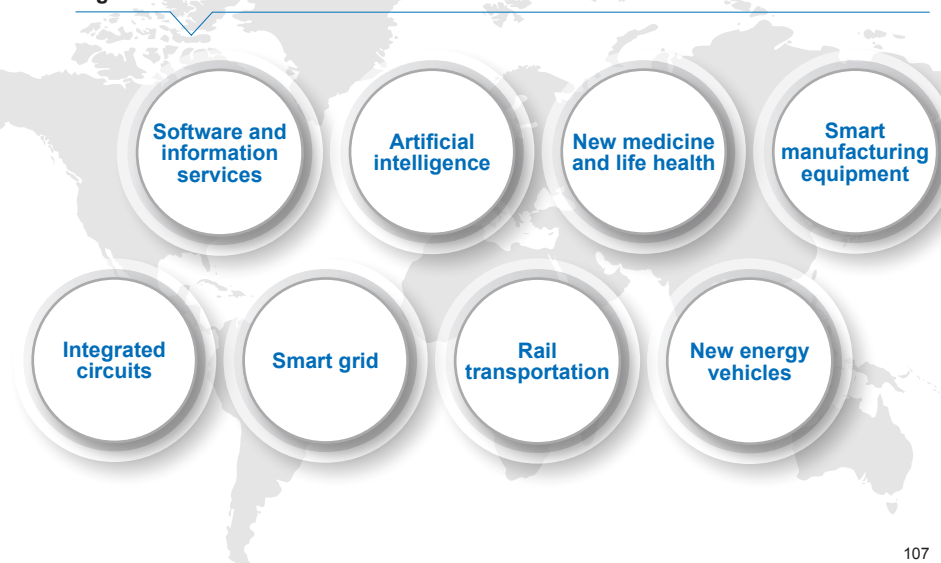 Software and
information
services
Artificial
intelligence
New medicine
and life health
Smart
manufacturing
equipment
Integrated
circuits
Smart grid
Rail
transportation
New energy
vehicles
107